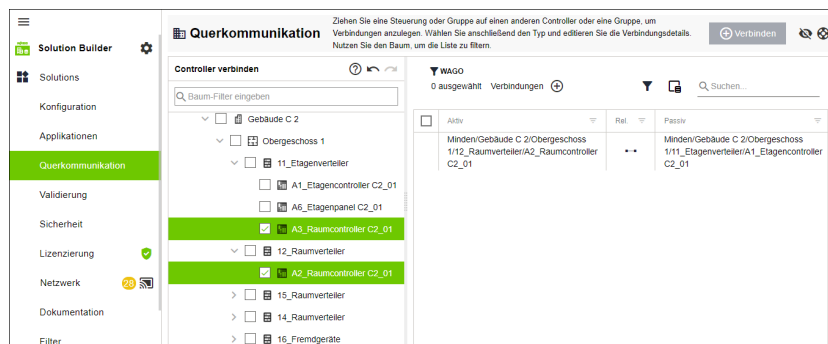 Querkommunikation
Ziehen Sie eine Steuerung oder Gruppe auf einen anderen Controller oder eine Gruppe, um
Verbindungen anzulegen. Wählen Sie anschließend den Typ und editieren Sie die Verbindungsdetails.
Nutzen Sie den Baum, um die Liste zu filtern.
Verbinden
Solution Builder
Solutions
Konfiguration
Applikationen
Querkommunikation
Validierung
Sicherheit
Lizenzierung
Netzwerk
28
Dokumentation
Filter
Controller verbinden
Baum-Filter eingeben
Gebäude C 2
Obergeschoss 1
11_Etagenverteiler
A1_Etagencontroller C2_01
A6_Etagenpanel C2_01
A3_Raumcontroller C2_01
12_Raumverteiler
A2_Raumcontroller C2_01
15_Raumverteiler
14_Raumverteiler
16_Fremdgeräte
WAGO
0 ausgewählt Verbindungen
Suchen...
Aktiv Rel. Passiv
Minden/Gebäude C 2/Obergeschoss
1/12_Raumverteiler/A2_Raumcontroller
C2_01
Minden/Gebäude C 2/Obergeschoss
1/11_Etagenverteiler/A1_Etagencontroller
C2_01